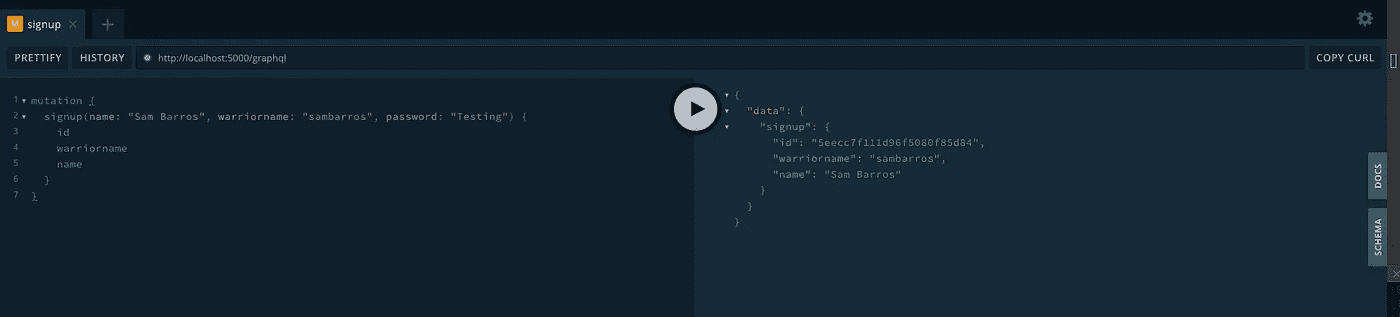 M signup
PRETTIFY HISTORY http://localhost:5000/graphql COPY CURL
1 mutation {
2 signup(name: "Sam Barros", warriorname: "sambarros", password: "Testing") {
3 id
4 warriorname
5 name
6 }
7 }
{
"data": {
"signup": {
"id": "5eecc7f111d96f5080f85d84",
"warriorname": "sambarros",
"name": "Sam Barros"
}
}
}
DOCS
SCHEMA